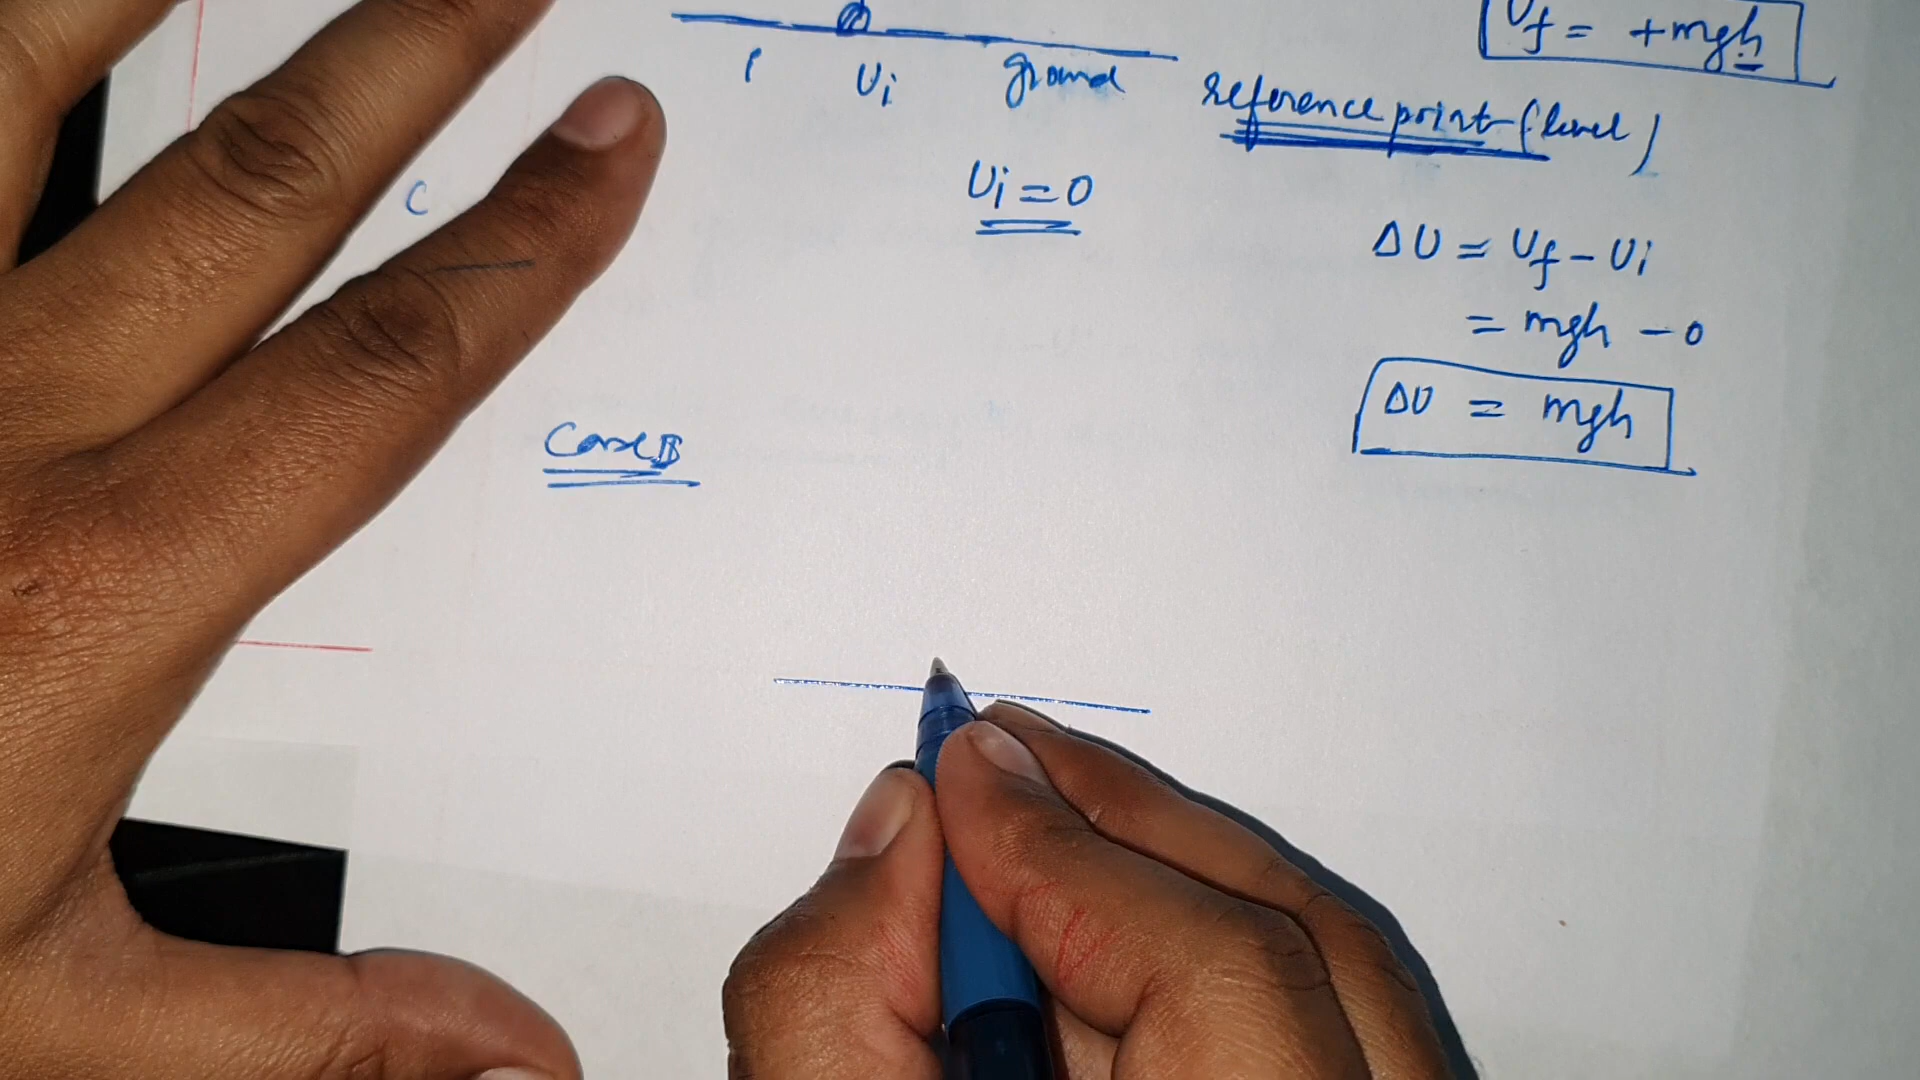 Uf = +mgh
Ui ground reference point (level)
Ui = 0
ΔU = Uf - Ui
= mgh - 0
ΔU = mgh
Case B
C